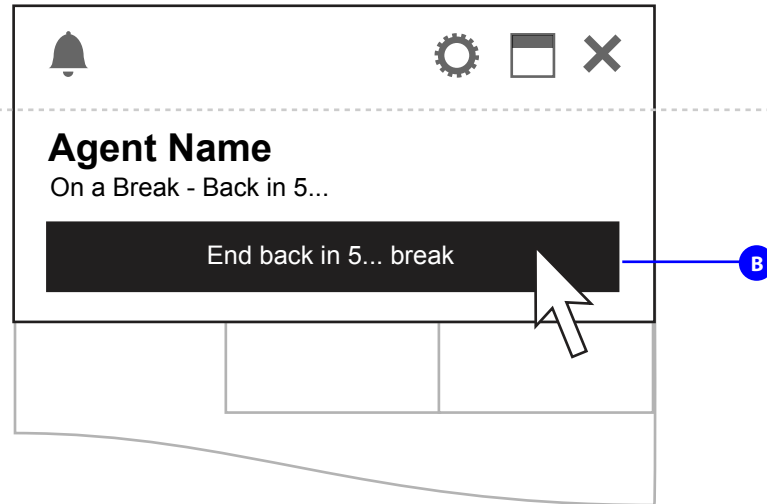 Agent Name
On a Break - Back in 5...
End back in 5... break
B